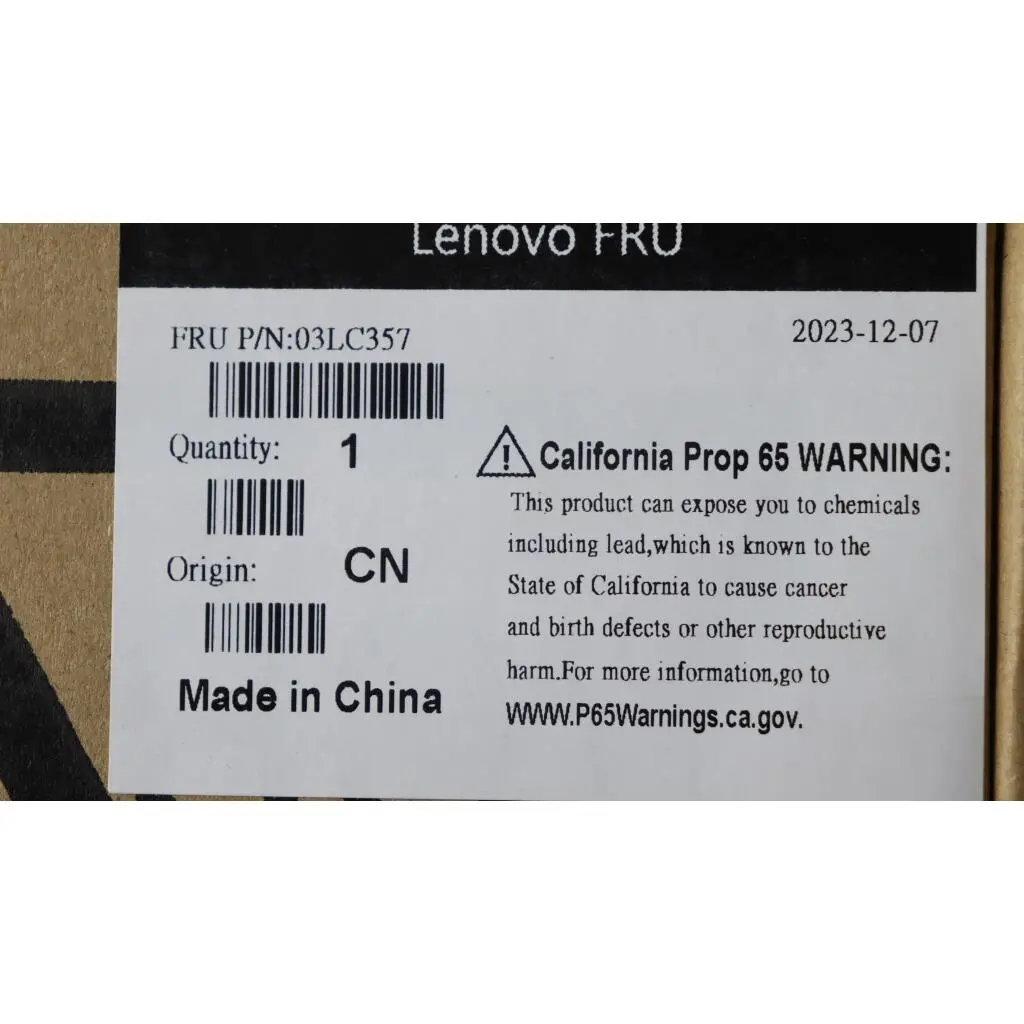 Lenovo FRU
FRU P/N:03LC357
2023-12-07
Quantity: 1
Origin: CN
Made in China
California Prop 65 WARNING:
This product can expose you to chemicals
including lead,which is known to the
State of California to cause cancer
and birth defects or other reproductive
harm.For more information,go to
WWW.P65Warnings.ca.gov.